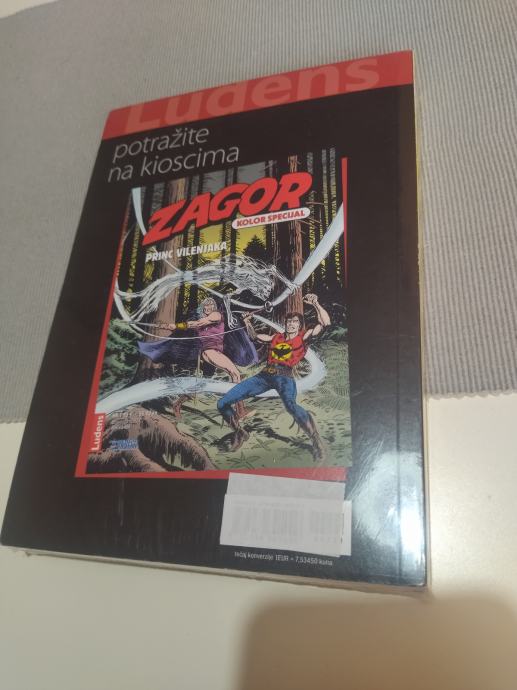 Ludens
potražite
na kioscima
ZAGOR
KOLOR SPECIJAL
PRINC VILENJAKA
Ludens
tečaj konverzije 1EUR = 7,53450 kuna